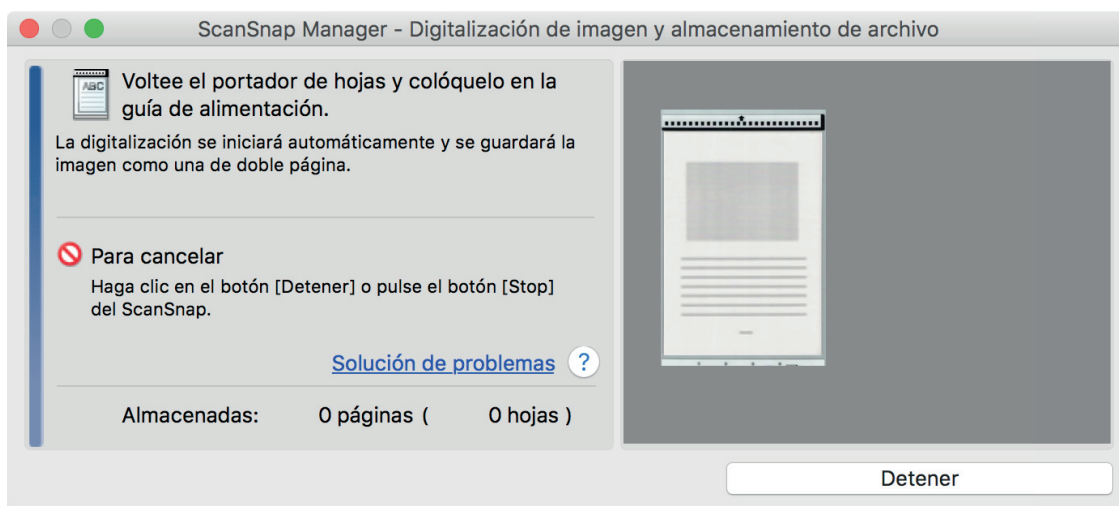 ScanSnap Manager - Digitalización de imagen y almacenamiento de archivo
ABC
Voltee el portador de hojas y colóquelo en la
guía de alimentación.
La digitalización se iniciará automáticamente y se guardará la
imagen como una de doble página.
Para cancelar
Haga clic en el botón [Detener] o pulse el botón [Stop]
del ScanSnap.
Solución de problemas ?
Almacenadas: 0 páginas ( 0 hojas )
Detener